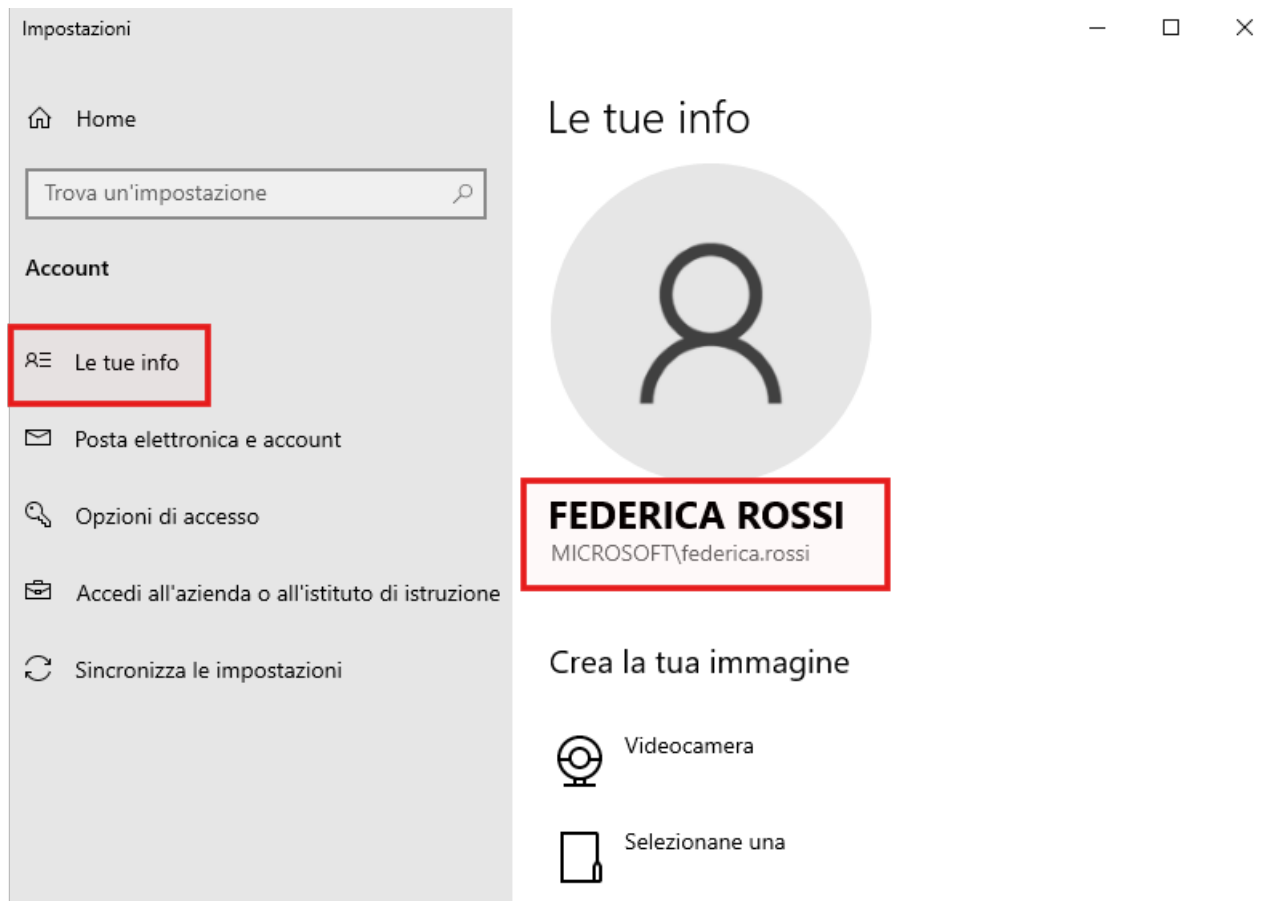 Impostazioni
Home
Trova un'impostazione
Account
Le tue info
Posta elettronica e account
Opzioni di accesso
Accedi all'azienda o all'istituto di istruzione
Sincronizza le impostazioni
Le tue info
FEDERICA ROSSI
MICROSOFT\federica.rossi
Crea la tua immagine
Videocamera
Selezionane una